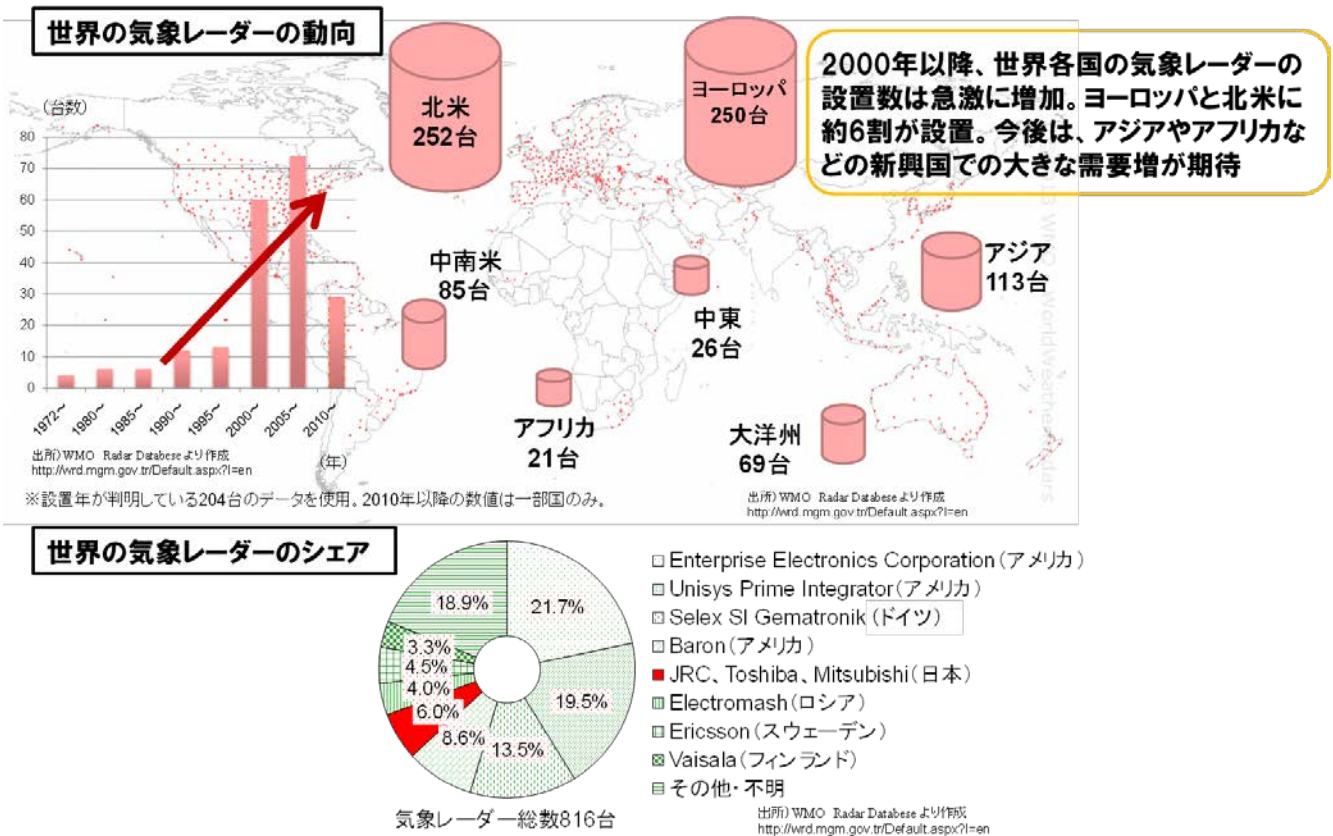 世界の気象レーダーの動向
2000年以降、世界各国の気象レーダーの
設置数は急激に増加。ヨーロッパと北米に
約6割が設置。今後は、アジアやアフリカな
どの新興国での大きな需要増が期待
(台数)
80
70
60
50
40
30
20
10
0
1972～
1980～
1985～
1990～
1995～
2000～
2005～
2010～
(年)
北米
252台
ヨーロッパ
250台
アジア
113台
中南米
85台
中東
26台
アフリカ
21台
大洋州
69台
World Weather Radars
出所)WMO Radar Databeseより作成
http://wrd.mgm.gov.tr/Default.aspx?l=en
※設置年が判明している204台のデータを使用。2010年以降の数値は一部国のみ。
出所)WMO Radar Databeseより作成
http://wrd.mgm.gov.tr/Default.aspx?l=en
世界の気象レーダーのシェア
21.7%
19.5%
13.5%
8.6%
6.0%
4.0%
4.5%
3.3%
18.9%
気象レーダー総数816台
Enterprise Electronics Corporation(アメリカ)
Unisys Prime Integrator(アメリカ)
Selex SI Gematronik(ドイツ)
Baron(アメリカ)
JRC、Toshiba、Mitsubishi(日本)
Electromash(ロシア)
Ericsson(スウェーデン)
Vaisala(フィンランド)
その他・不明
出所)WMO Radar Databeseより作成
http://wrd.mgm.gov.tr/Default.aspx?l=en